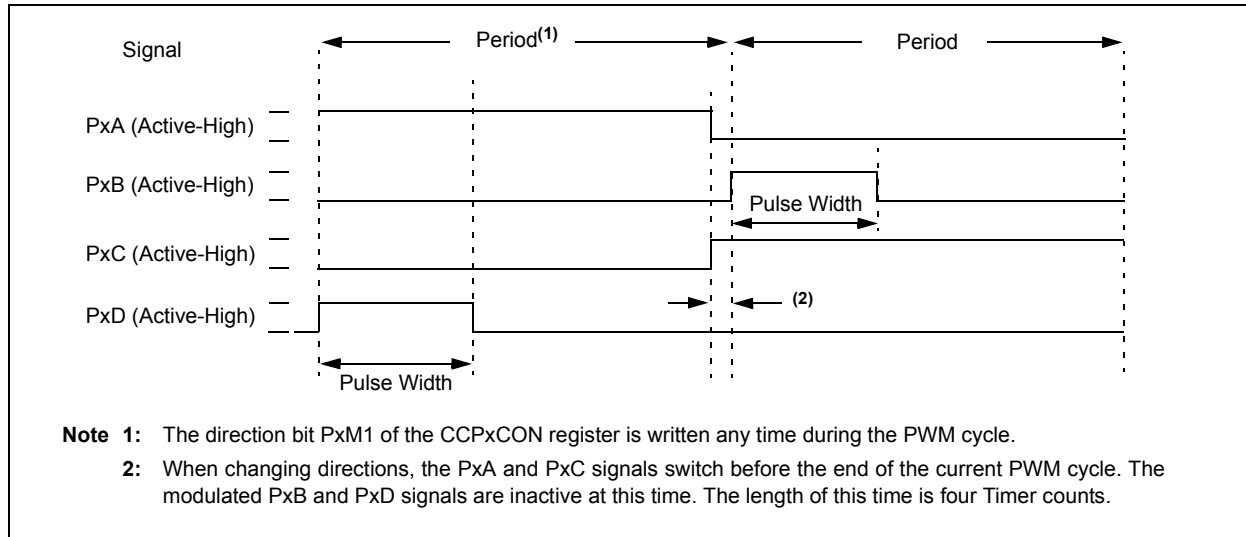 Signal
Period(1)
Period
PxA (Active-High)
PxB (Active-High)
Pulse Width
PxC (Active-High)
(2)
PxD (Active-High)
Pulse Width
Note 1: The direction bit PxM1 of the CCPxCON register is written any time during the PWM cycle.
2: When changing directions, the PxA and PxC signals switch before the end of the current PWM cycle. The
modulated PxB and PxD signals are inactive at this time. The length of this time is four Timer counts.